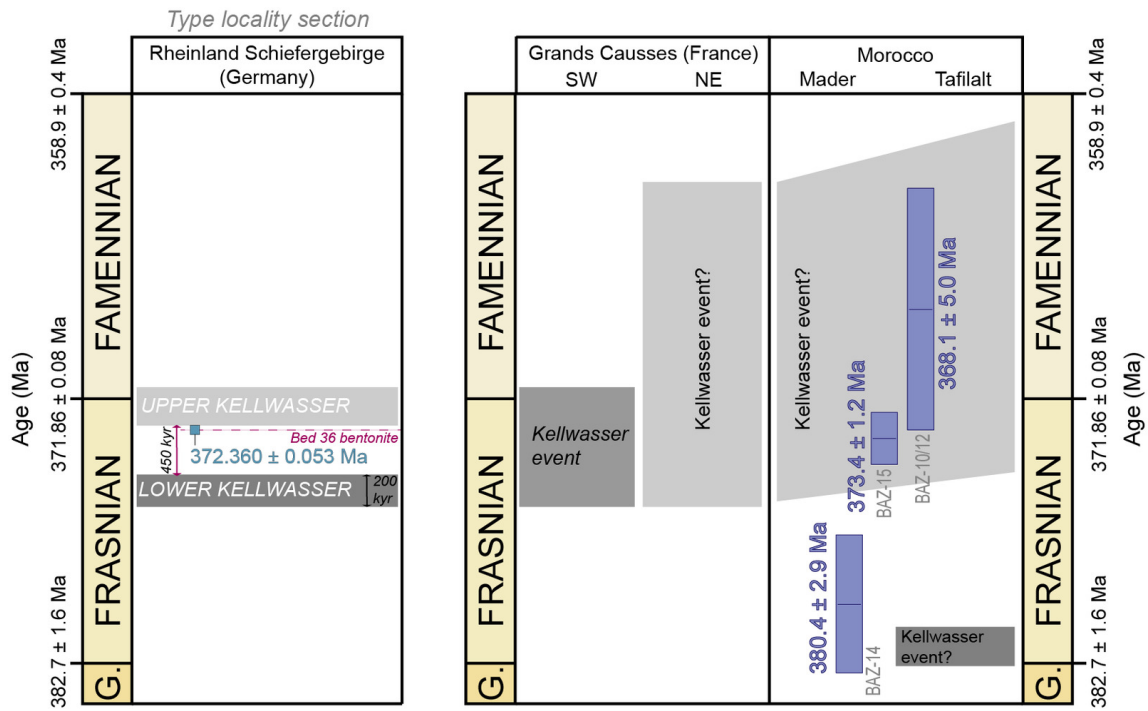 Type locality section
Rheinland Schiefergebirge
(Germany)
Age (Ma)
358.9 ± 0.4 Ma
371.86 ± 0.08 Ma
382.7 ± 1.6 Ma
FAMENNIAN
FRASNIAN
G.
UPPER KELLWASSER
450 kyr
Bed 36 bentonite
372.360 ± 0.053 Ma
LOWER KELLWASSER
200
kyr
Grands Causses (France)
SW
NE
Morocco
Mader
Tafilalt
FAMENNIAN
FRASNIAN
G.
Kellwasser
event
Kellwasser event?
Kellwasser event?
380.4 ± 2.9 Ma
BAZ-14
373.4 ± 1.2 Ma
BAZ-15
368.1 ± 5.0 Ma
BAZ-10/12
Kellwasser
event?
FAMENNIAN
FRASNIAN
G.
358.9 ± 0.4 Ma
371.86 ± 0.08 Ma
382.7 ± 1.6 Ma
Age (Ma)